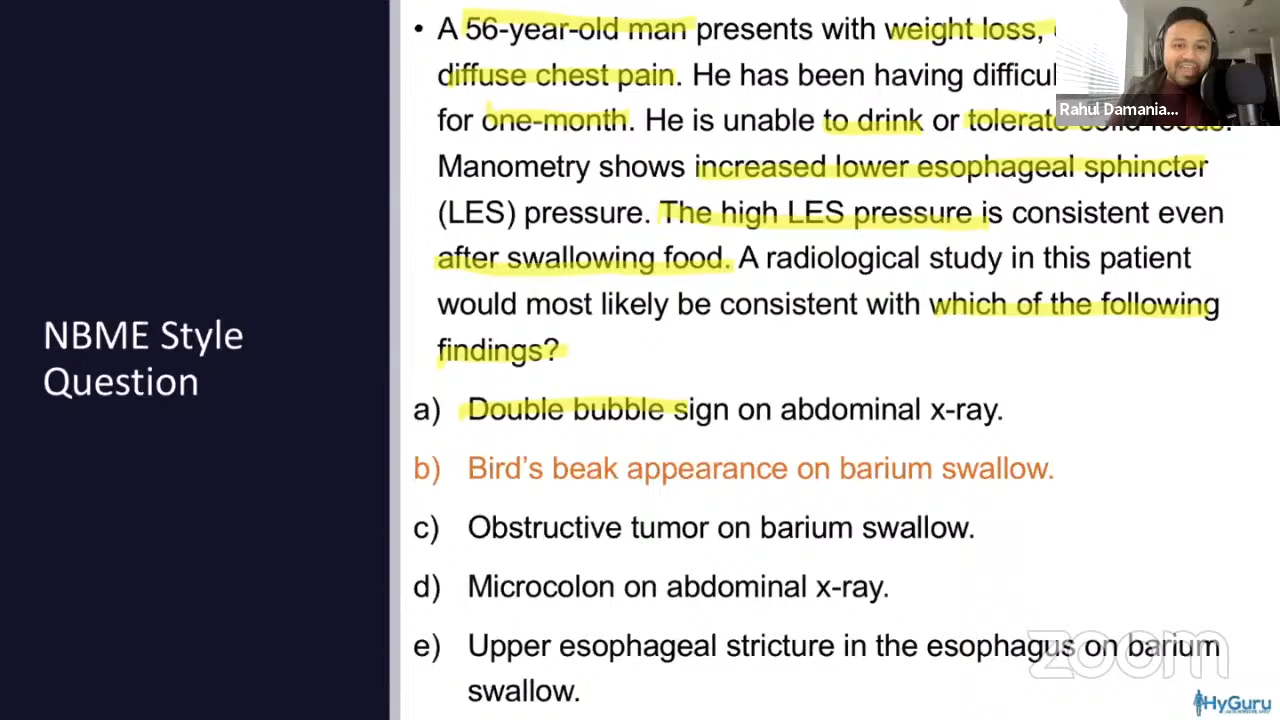 NBME Style
Question
• A 56-year-old man presents with weight loss,
diffuse chest pain. He has been having
for one-month. He is unable to drink or tolerate solid foods.
Manometry shows increased lower esophageal sphincter
(LES) pressure. The high LES pressure is consistent even
after swallowing food. A radiological study in this patient
would most likely be consistent with which of the following
findings?
a) Double bubble sign on abdominal x-ray.
b) Bird’s beak appearance on barium swallow.
c) Obstructive tumor on barium swallow.
d) Microcolon on abdominal x-ray.
e) Upper esophageal stricture in the esophagus on barium
swallow.
Rahul Damania...
zoom
HyGuru